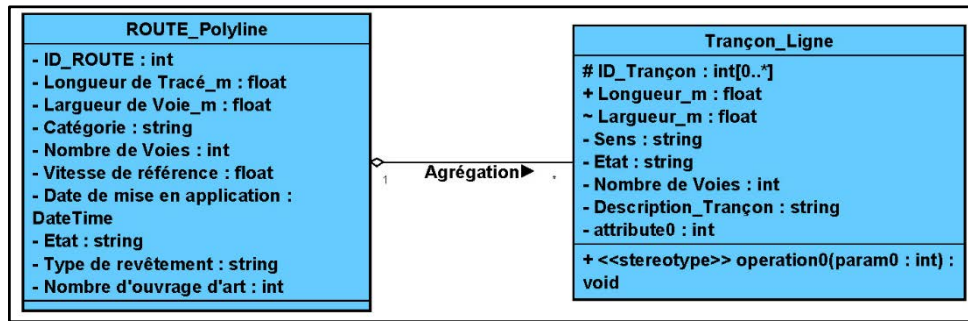 ROUTE_Polyline
- ID_ROUTE : int
- Longueur de Tracé_m : float
- Largueur de Voie_m : float
- Catégorie : string
- Nombre de Voies : int
- Vitesse de référence : float
- Date de mise en application :
DateTime
- Etat : string
- Type de revêtement : string
- Nombre d'ouvrage d'art : int
1
Agrégation▶
*
Trançon_Ligne
# ID_Trançon : int[0..*]
+ Longueur_m : float
~ Largueur_m : float
- Sens : string
- Etat : string
- Nombre de Voies : int
- Description_Trançon : string
- attribute0 : int
+ <<stereotype>> operation0(param0 : int) :
void